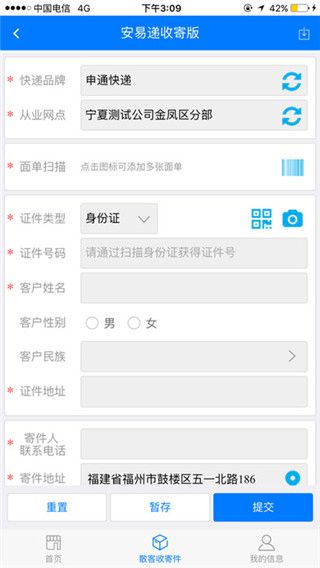 中国电信 4G 下午3:09 42%
安易递收寄版
* 快递品牌 申通快递
* 从业网点 宁夏测试公司金凤区分部
* 面单扫描 点击图标可添加多张面单
* 证件类型 身份证
* 证件号码 请通过扫描身份证获得证件号
* 客户姓名
客户性别 男 女
客户民族
* 证件地址
* 寄件人
联系电话
* 寄件地址 福建省福州市鼓楼区五一北路186
重置 暂存 提交
首页 散客收寄件 我的信息